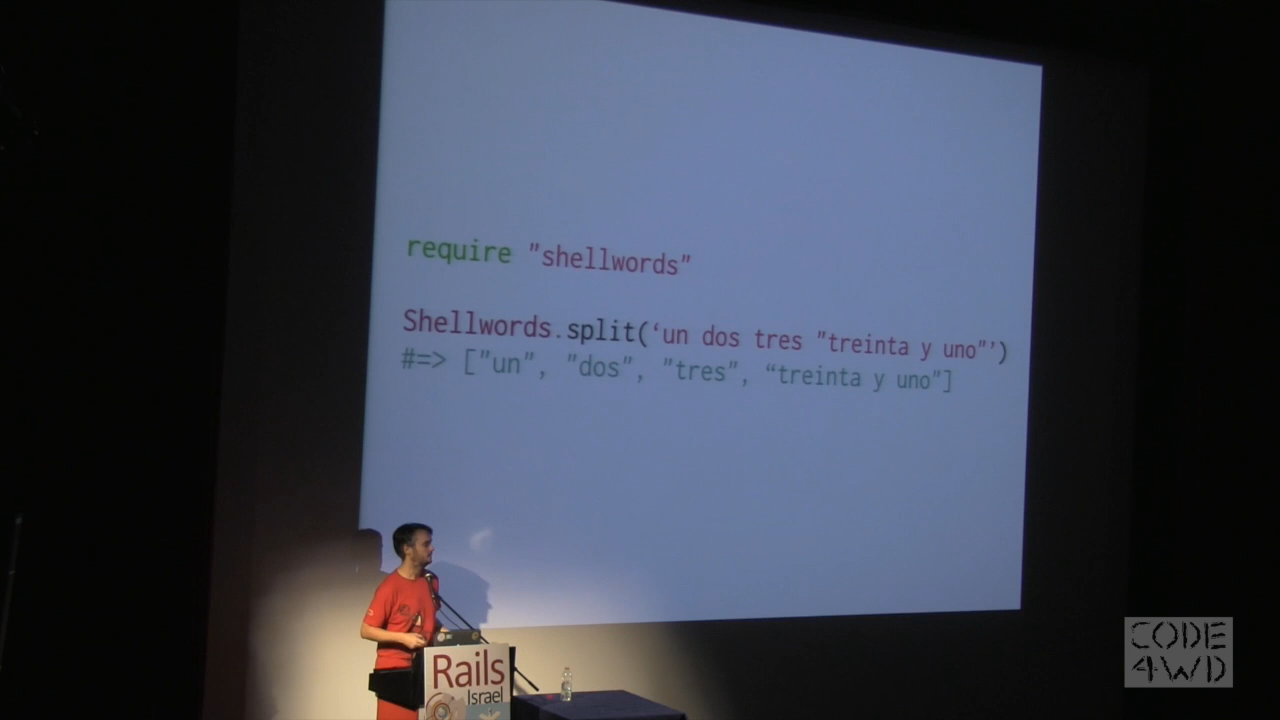 require "shellwords"
Shellwords.split(‘un dos tres "treinta y uno"’)
#=> ["un", "dos", "tres", “treinta y uno"]
Rails
Israel
CODE
4WD